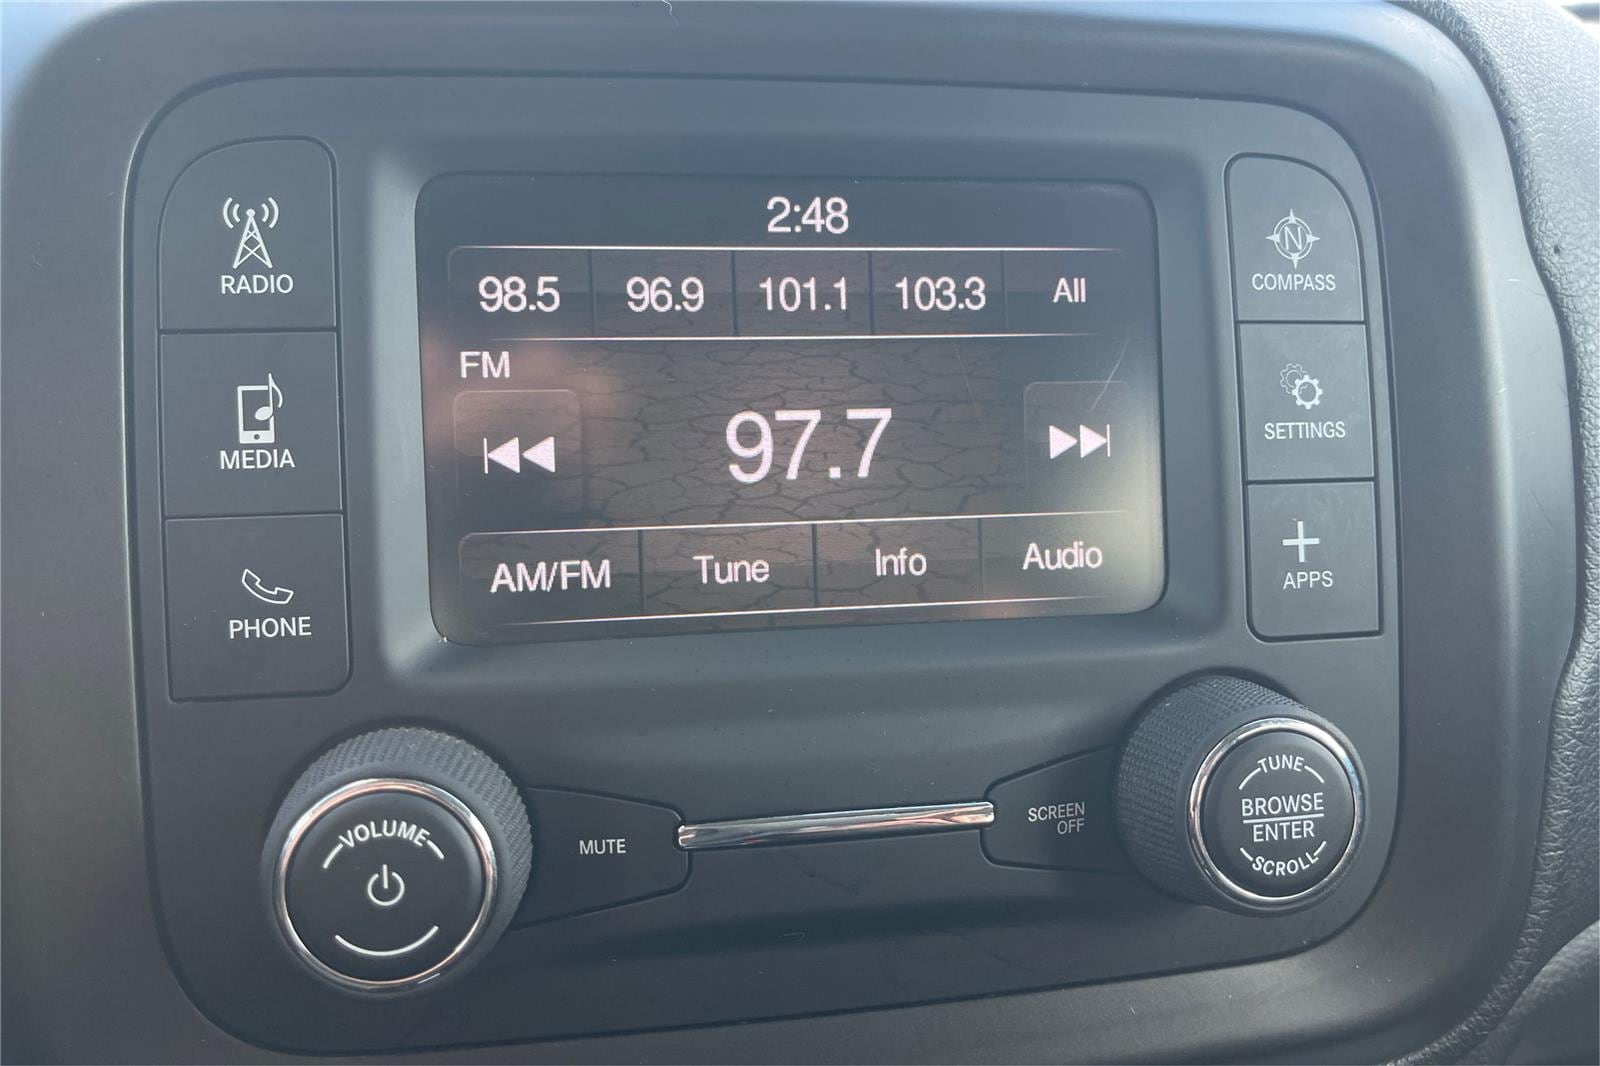 2:48
98.5 96.9 101.1 103.3 All
FM
97.7
AM/FM Tune Info Audio
RADIO
MEDIA
PHONE
N
COMPASS
SETTINGS
APPS
VOLUME
MUTE
SCREEN
OFF
TUNE
BROWSE
ENTER
SCROLL